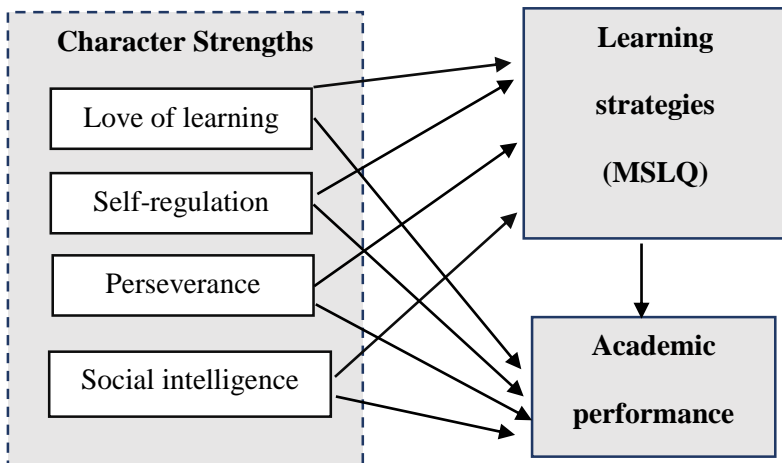 Character Strengths
Love of learning
Self-regulation
Perseverance
Social intelligence
Learning
strategies
(MSLQ)
Academic
performance